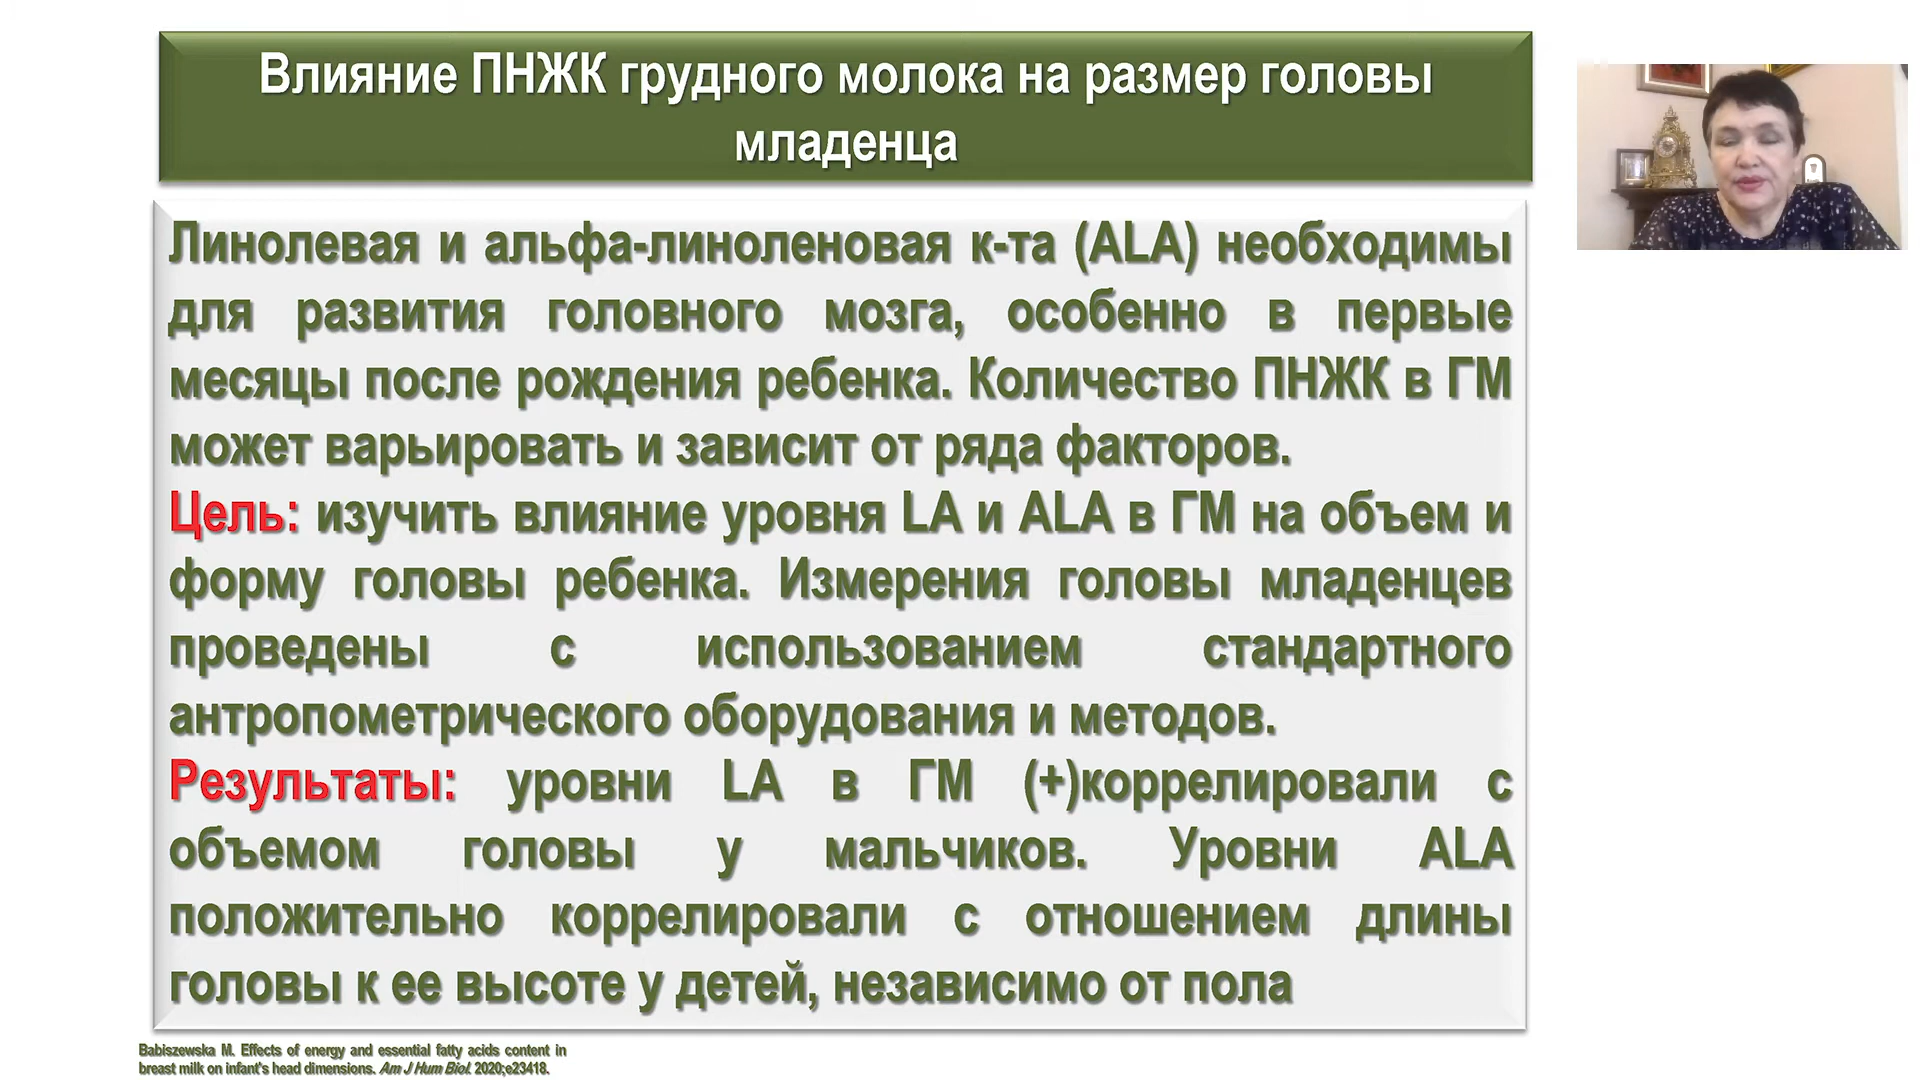 Влияние ПНЖК грудного молока на размер головы
младенца
Линолевая и альфа-линоленовая к-та (ALA) необходимы
для развития головного мозга, особенно в первые
месяцы после рождения ребенка. Количество ПНЖК в ГМ
может варьировать и зависит от ряда факторов.
Цель: изучить влияние уровня LA и ALA в ГМ на объем и
форму головы ребенка. Измерения головы младенцев
проведены с использованием стандартного
антропометрического оборудования и методов.
Результаты: уровни LA в ГМ (+)коррелировали с
объемом головы у мальчиков. Уровни ALA
положительно коррелировали с отношением длины
головы к ее высоте у детей, независимо от пола
Babiszewska M. Effects of energy and essential fatty acids content in
breast milk on infant's head dimensions. Am J Hum Biol. 2020;e23418.